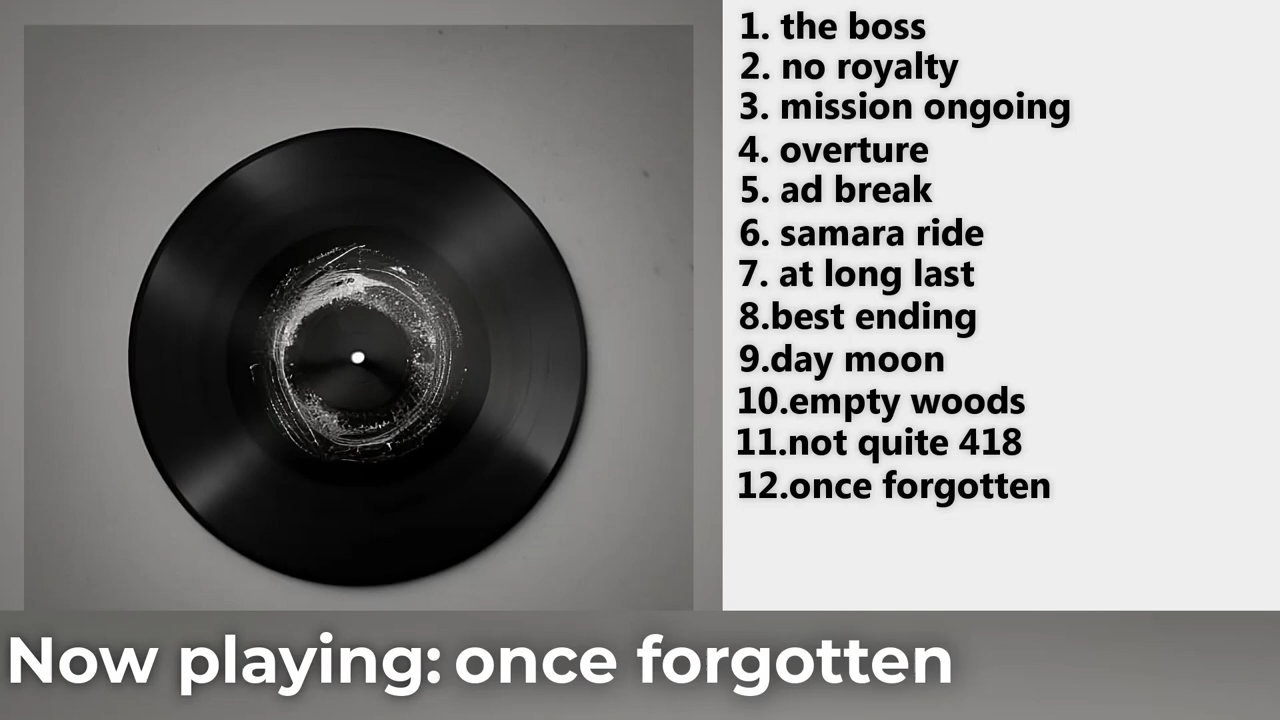 1. the boss
2. no royalty
3. mission ongoing
4. overture
5. ad break
6. samara ride
7. at long last
8.best ending
9.day moon
10.empty woods
11.not quite 418
12.once forgotten
Now playing: once forgotten